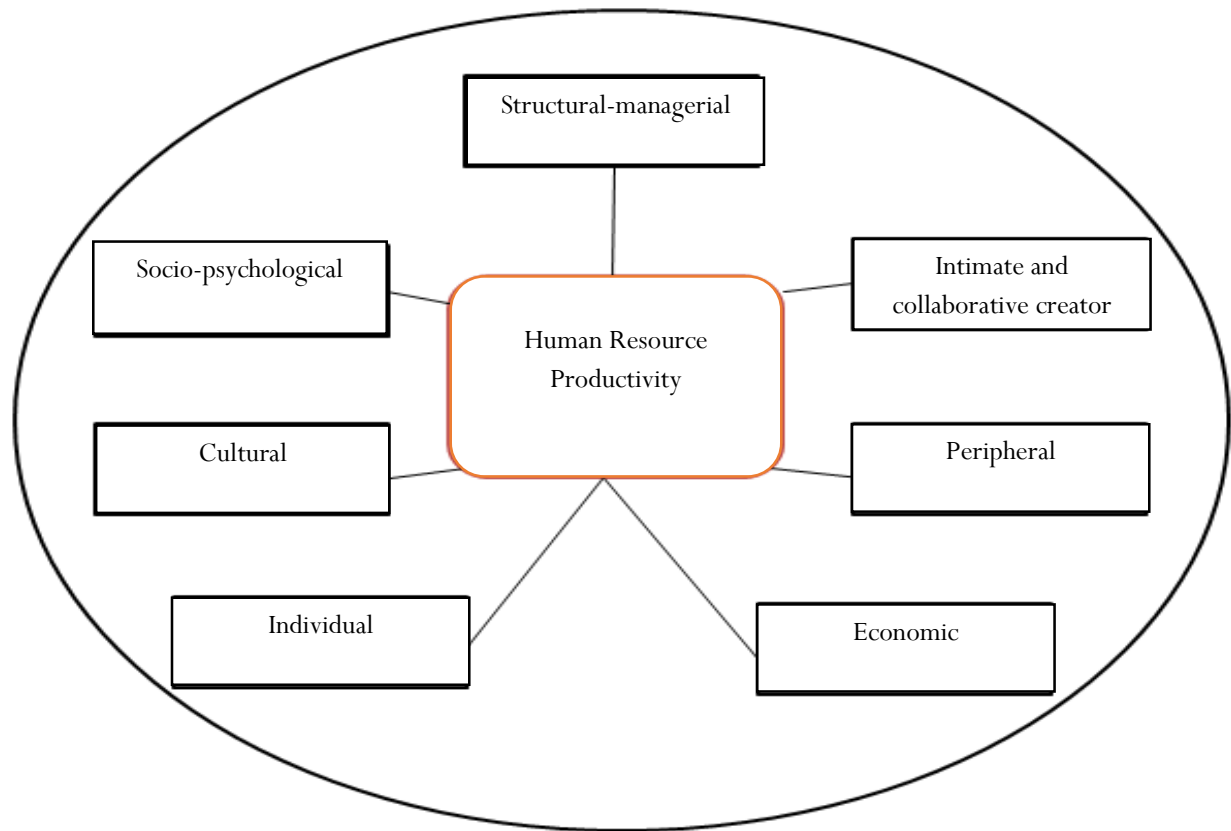 Structural-managerial
Socio-psychological
Intimate and
collaborative creator
Human Resource
Productivity
Cultural
Peripheral
Individual
Economic